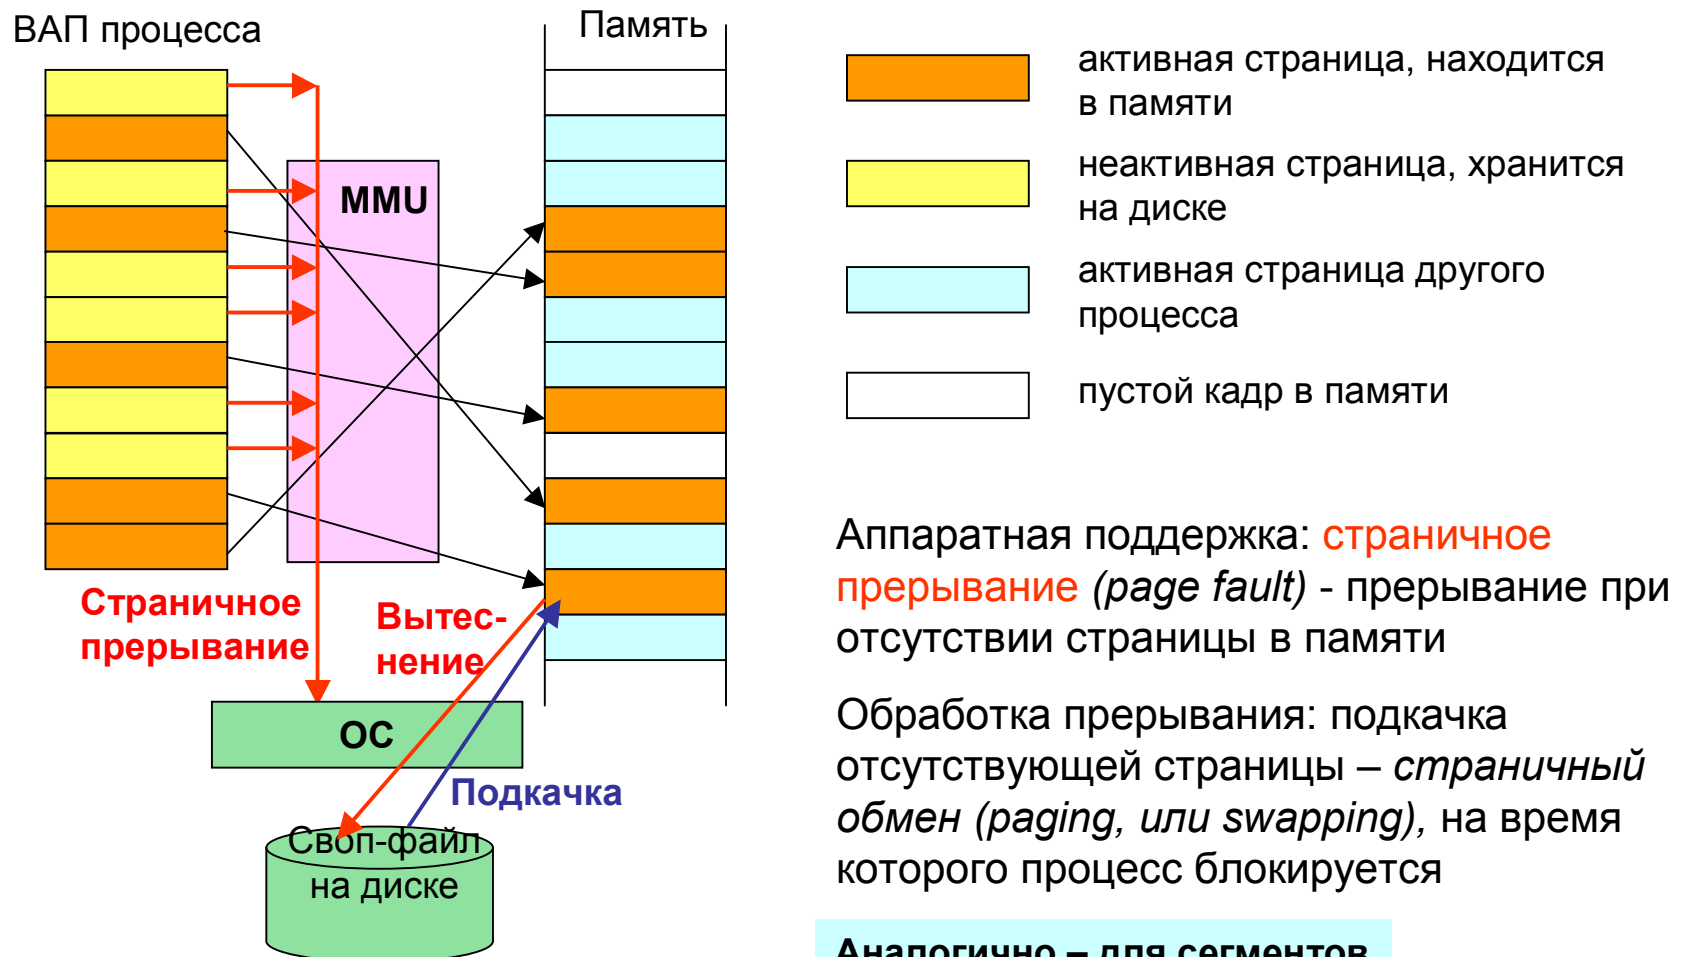 ВАП процесса
Память
MMU
Страничное
прерывание
Вытес-
нение
ОС
Подкачка
Своп-файл
на диске
активная страница, находится
в памяти
неактивная страница, хранится
на диске
активная страница другого
процесса
пустой кадр в памяти
Аппаратная поддержка: страничное
прерывание (page fault) - прерывание при
отсутствии страницы в памяти
Обработка прерывания: подкачка
отсутствующей страницы – страничный
обмен (paging, или swapping), на время
которого процесс блокируется
Аналогично – для сегментов